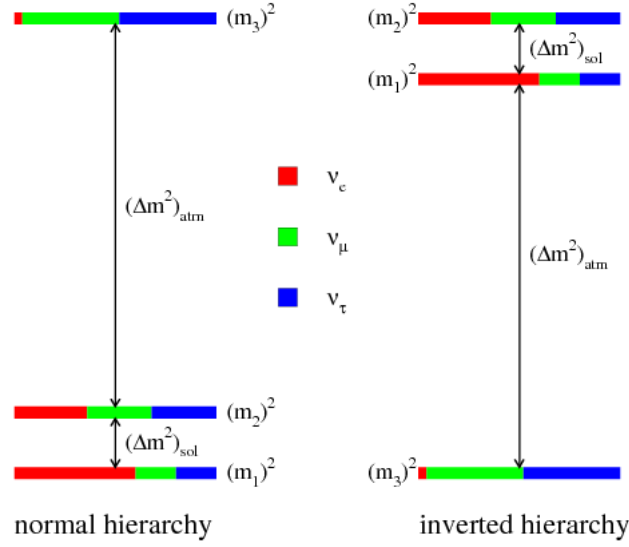 (m₃)²
(m₂)²
(Δm²)sol
(m₁)²
(Δm²)atm
νe
νμ
ντ
(Δm²)atm
(m₂)²
(Δm²)sol
(m₁)²
(m₃)²
normal hierarchy
inverted hierarchy